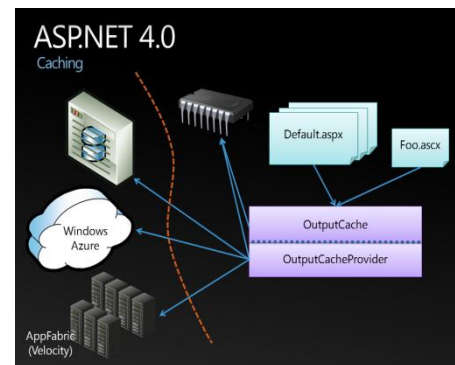 ASP.NET 4.0
Caching
Default.aspx
Foo.ascx
OutputCache
Windows
Azure
OutputCacheProvider
AppFabric
(Velocity)